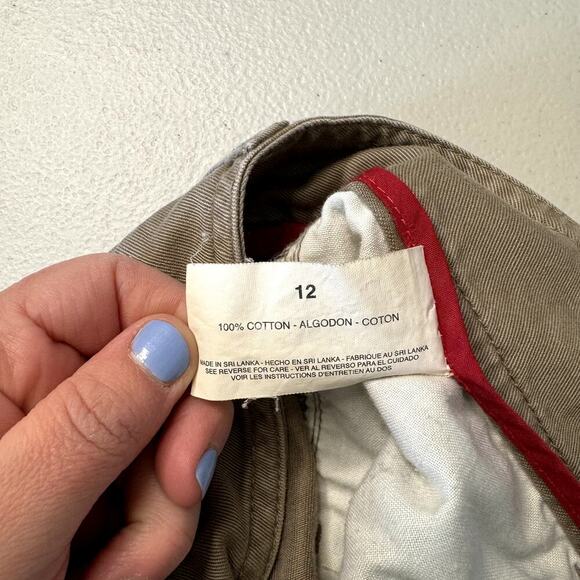 12
100% COTTON - ALGODON - COTON
MADE IN SRI LANKA - HECHO EN SRI LANKA - FABRIQUE AU SRI LANKA
SEE REVERSE FOR CARE - VER AL REVERSO PARA EL CUIDADO
VOIR LES INSTRUCTIONS D'ENTRETIEN AU DOS